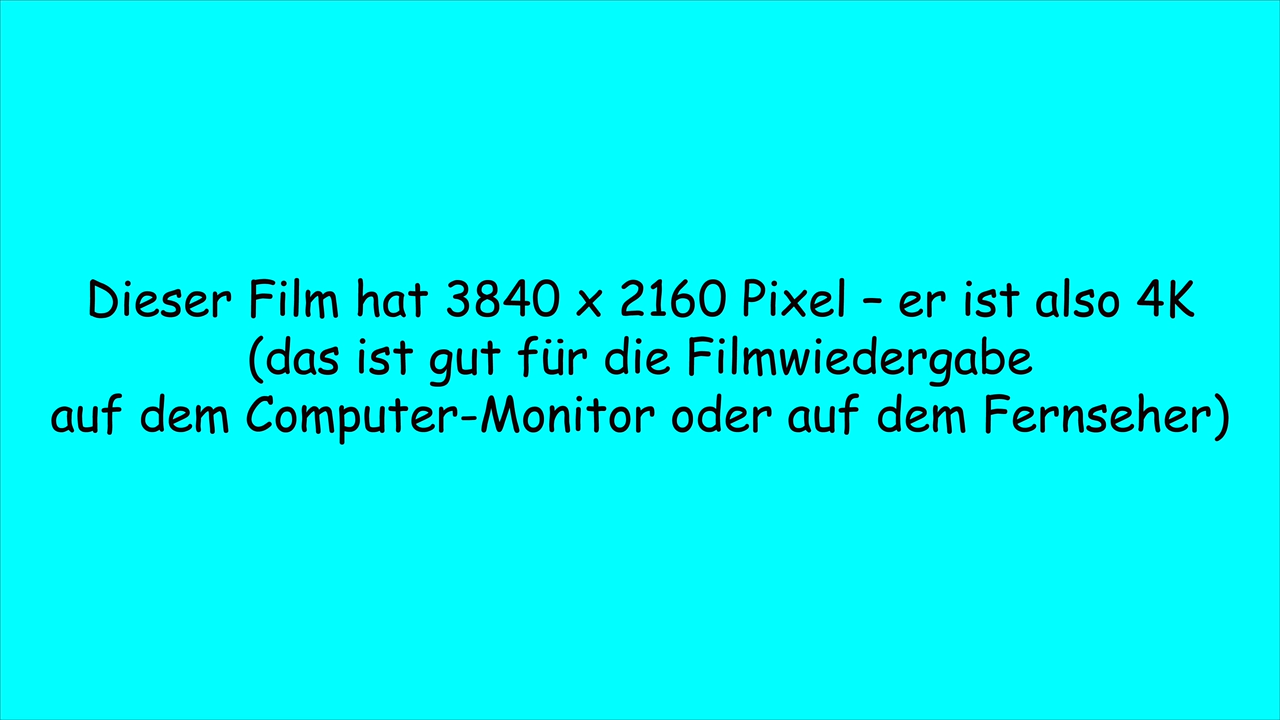 Dieser Film hat 3840 x 2160 Pixel – er ist also 4K
(das ist gut für die Filmwiedergabe
auf dem Computer-Monitor oder auf dem Fernseher)